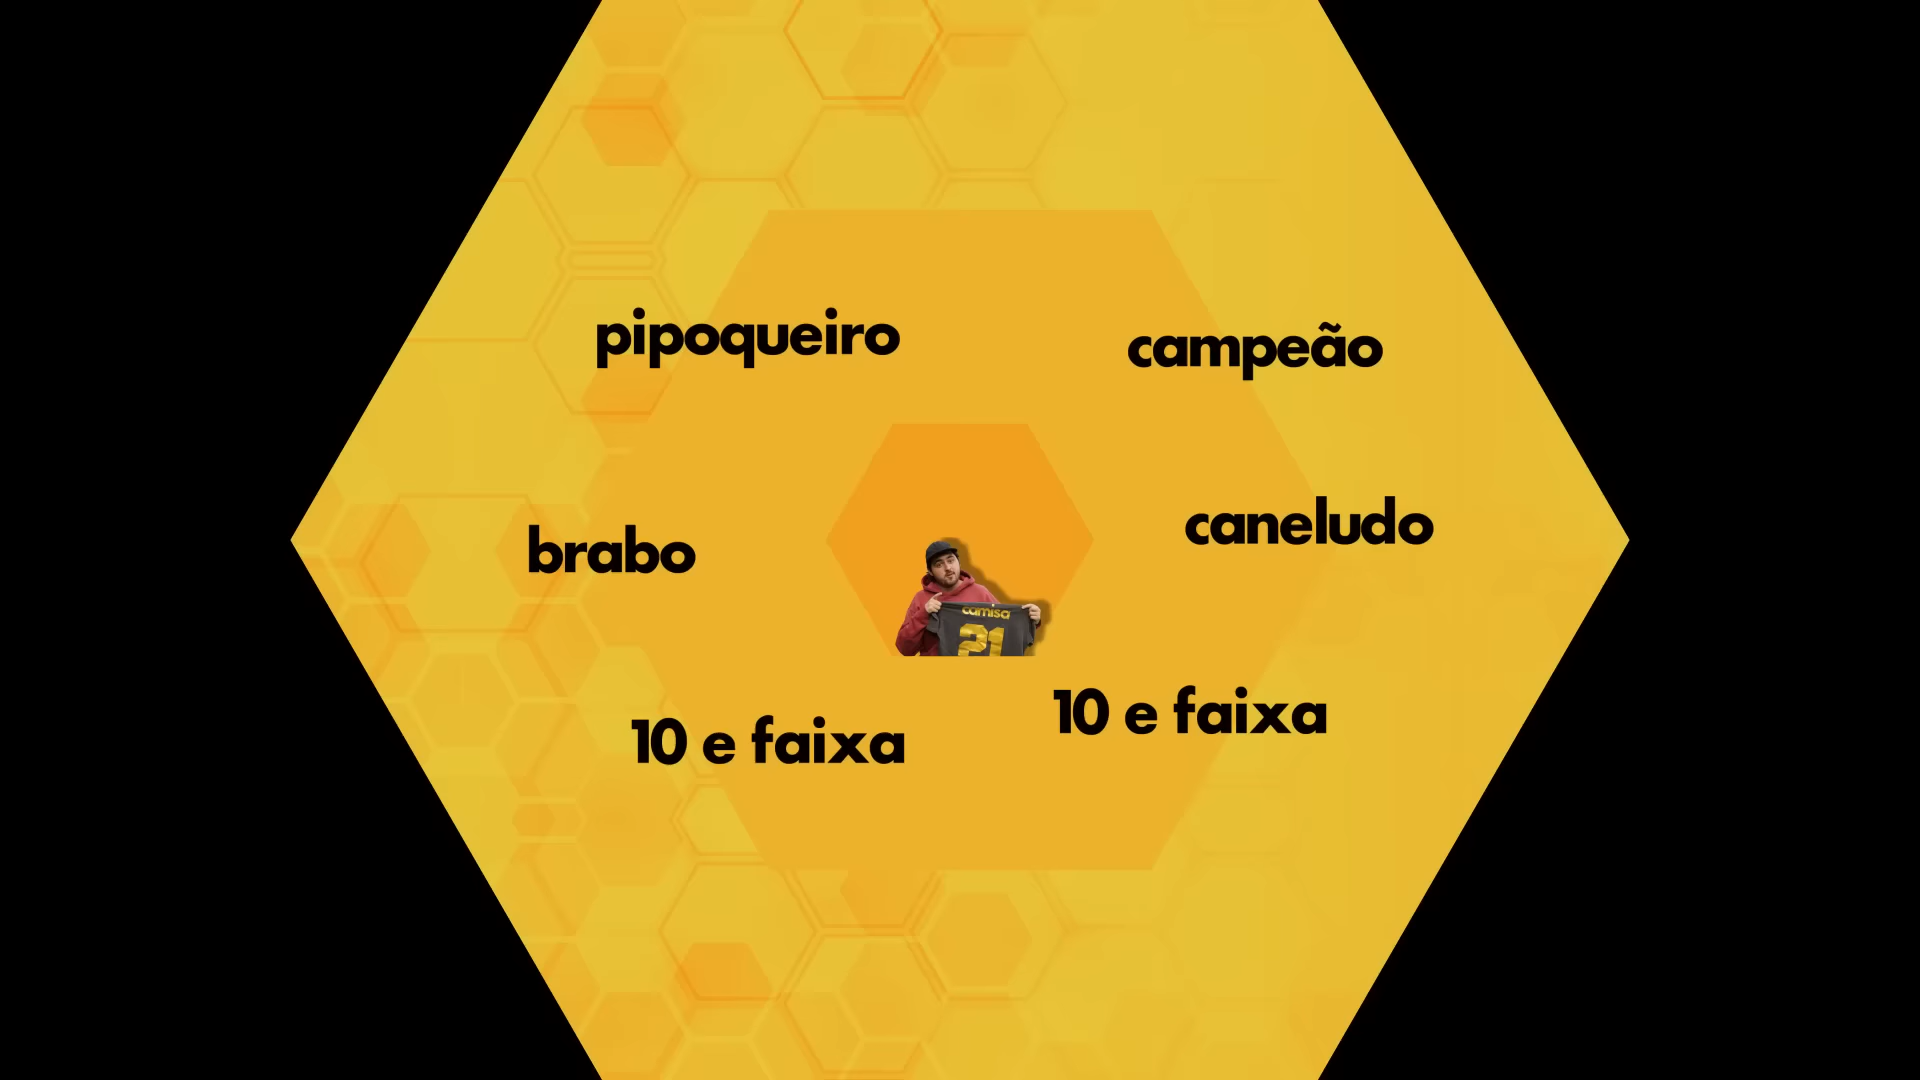 pipoqueiro
campeão
brabo
caneludo
camisa
21
10 e faixa
10 e faixa